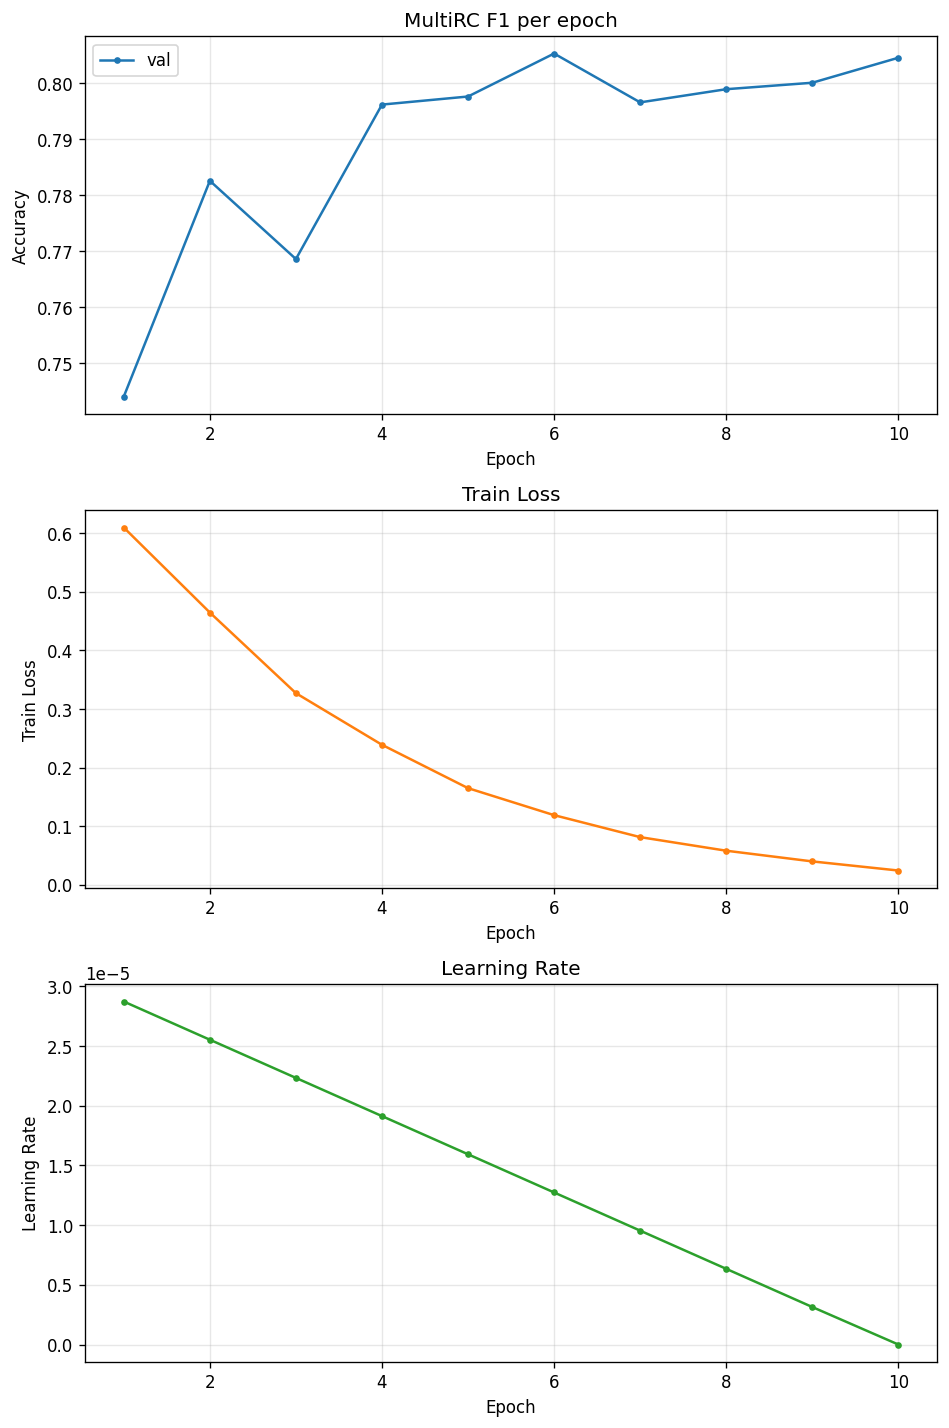 MultiRC F1 per epoch
val
Accuracy
0.80
0.79
0.78
0.77
0.76
0.75
2 4 6 8 10
Epoch
Train Loss
Train Loss
0.6
0.5
0.4
0.3
0.2
0.1
0.0
2 4 6 8 10
Epoch
Learning Rate
1e−5
Learning Rate
3.0
2.5
2.0
1.5
1.0
0.5
0.0
2 4 6 8 10
Epoch